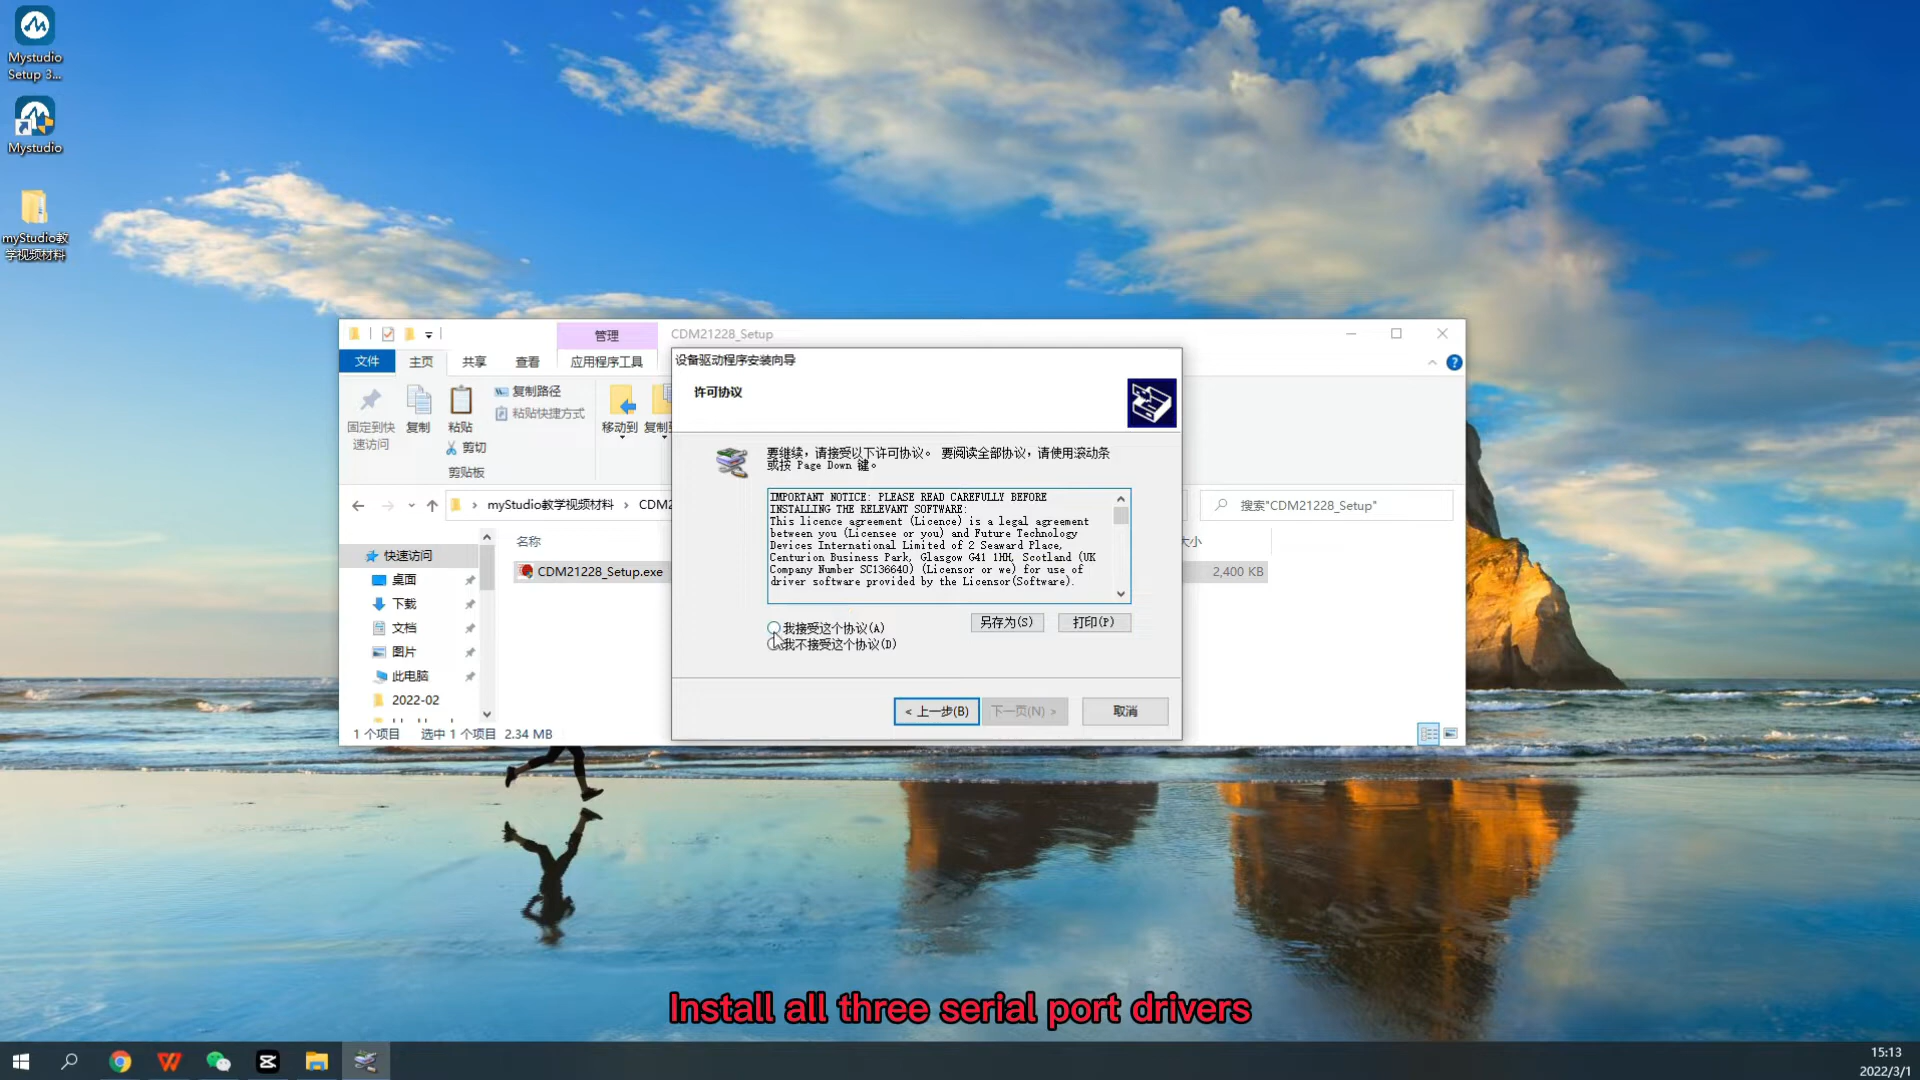 Mystudio
Setup 3...
Mystudio
myStudio教
学视频材料
管理
CDM21228_Setup
文件
主页
共享
查看
应用程序工具
固定到快
速访问
复制
粘贴
复制路径
粘贴快捷方式
剪切
剪贴板
移动到
myStudio教学视频材料
搜索"CDM21228_Setup"
快速访问
桌面
下载
文档
图片
此电脑
2022-02
名称
CDM21228_Setup.exe
2,400 KB
1 个项目
选中 1 个项目
2.34 MB
设备驱动程序安装向导
许可协议
要继续，请接受以下许可协议。要阅读全部协议，请使用滚动条
或按 Page Down 键。
IMPORTANT NOTICE: PLEASE READ CAREFULLY BEFORE
INSTALLING THE RELEVANT SOFTWARE:
This licence agreement (Licence) is a legal agreement
between you (Licensee or you) and Future Technology
Devices International Limited of 2 Seaward Place,
Centurion Business Park, Glasgow G41 1HH, Scotland (UK
Company Number SC136640) (Licensor or we) for use of
driver software provided by the Licensor(Software).
我接受这个协议(A)
我不接受这个协议(D)
另存为(S)
打印(P)
< 上一步(B)
下一页(N) >
取消
Install all three serial port drivers
15:13
2022/3/1